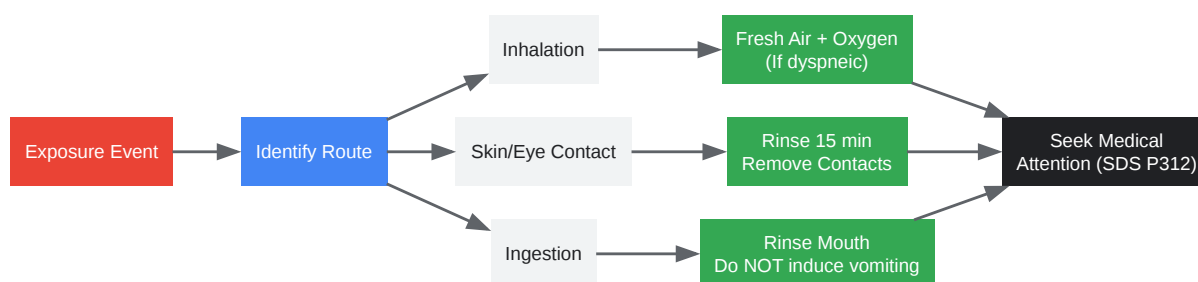 Exposure Event
Identify Route
Inhalation
Fresh Air + Oxygen
(If dyspneic)
Skin/Eye Contact
Rinse 15 min
Remove Contacts
Ingestion
Rinse Mouth
Do NOT induce vomiting
Seek Medical
Attention (SDS P312)